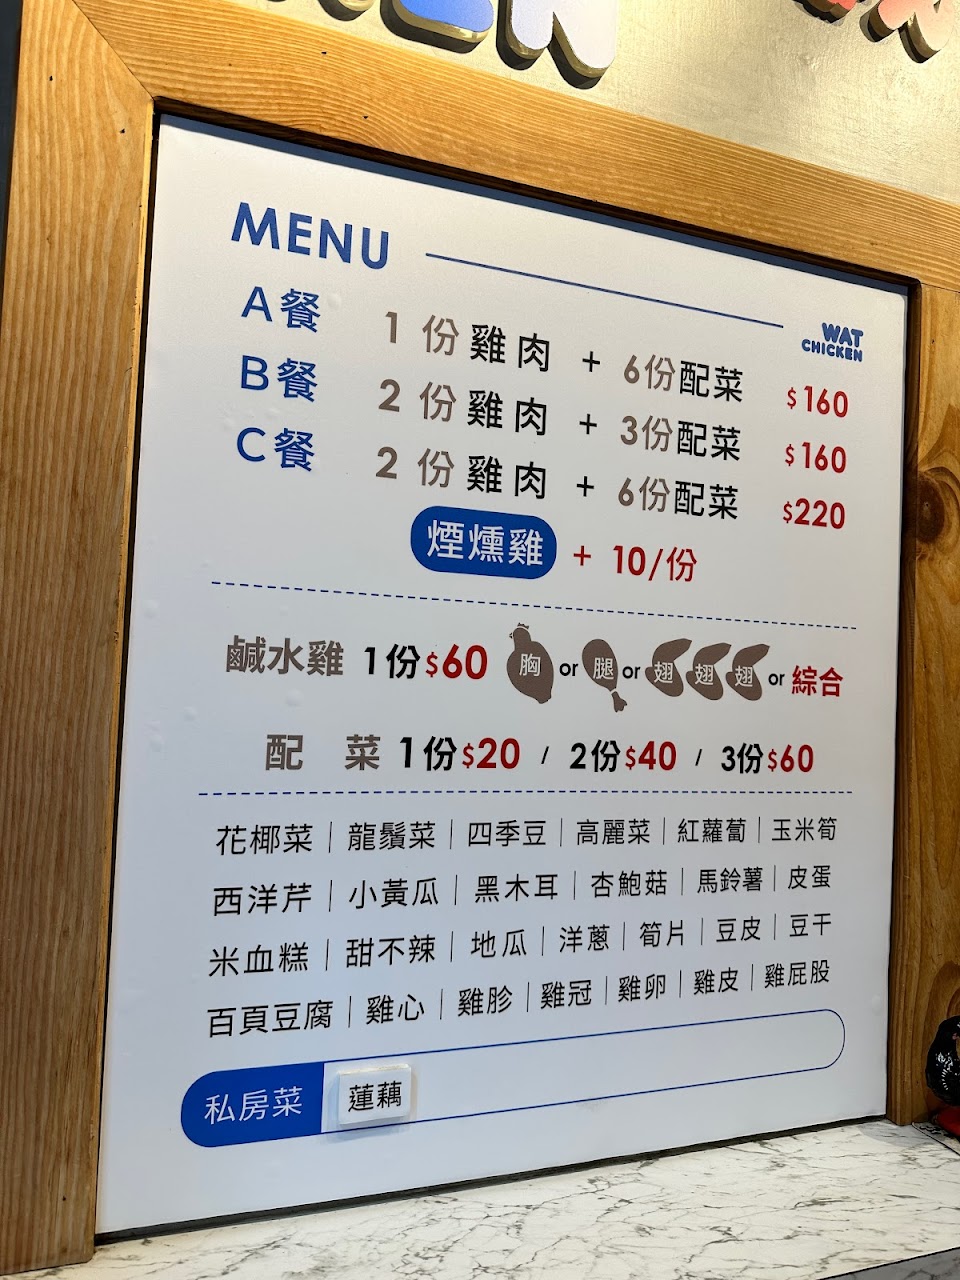 MENU
WAT
CHICKEN
A餐 1份雞肉 + 6份配菜 $160
B餐 2份雞肉 + 3份配菜 $160
C餐 2份雞肉 + 6份配菜 $220
煙燻雞 + 10/份
鹹水雞 1份$60 胸 or 腿 or 翅 翅 翅 or 綜合
配菜 1份$20 / 2份$40 / 3份$60
花椰菜｜龍鬚菜｜四季豆｜高麗菜｜紅蘿蔔｜玉米筍
西洋芹｜小黃瓜｜黑木耳｜杏鮑菇｜馬鈴薯｜皮蛋
米血糕｜甜不辣｜地瓜｜洋蔥｜筍片｜豆皮｜豆干
百頁豆腐｜雞心｜雞胗｜雞冠｜雞卵｜雞皮｜雞屁股
私房菜 蓮藕